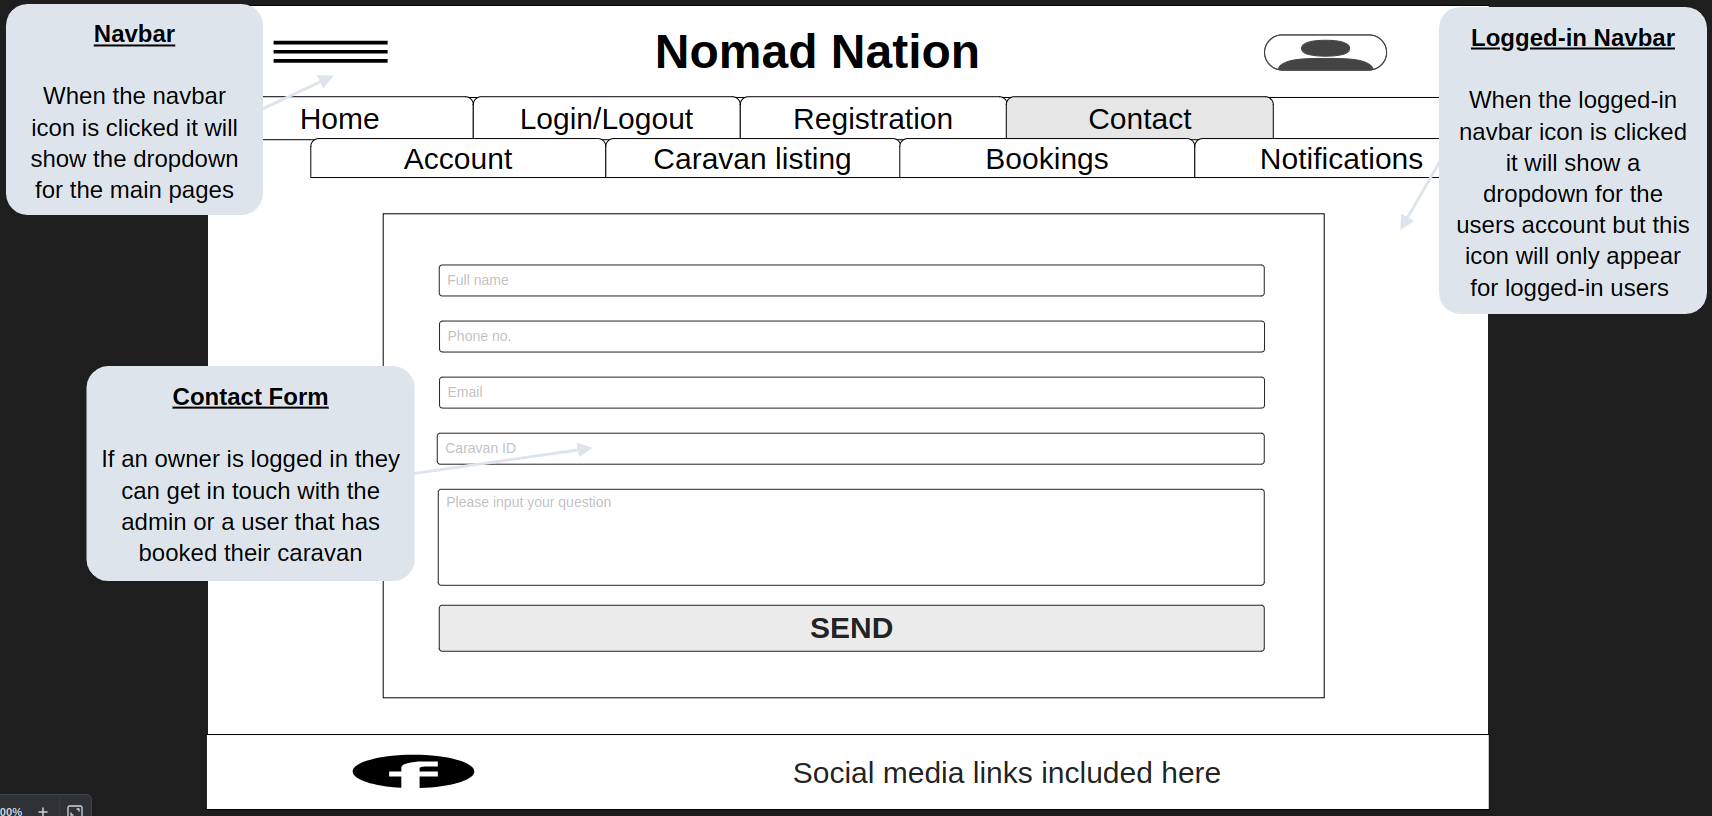 Navbar
When the navbar
icon is clicked it will
show the dropdown
for the main pages
Nomad Nation
Logged-in Navbar
When the logged-in
navbar icon is clicked
it will show a
dropdown for the
users account but this
icon will only appear
for logged-in users
Home Login/Logout Registration Contact
Account Caravan listing Bookings Notifications
Full name
Phone no.
Email
Caravan ID
Please input your question
SEND
Contact Form
If an owner is logged in they
can get in touch with the
admin or a user that has
booked their caravan
f
Social media links included here
00% +